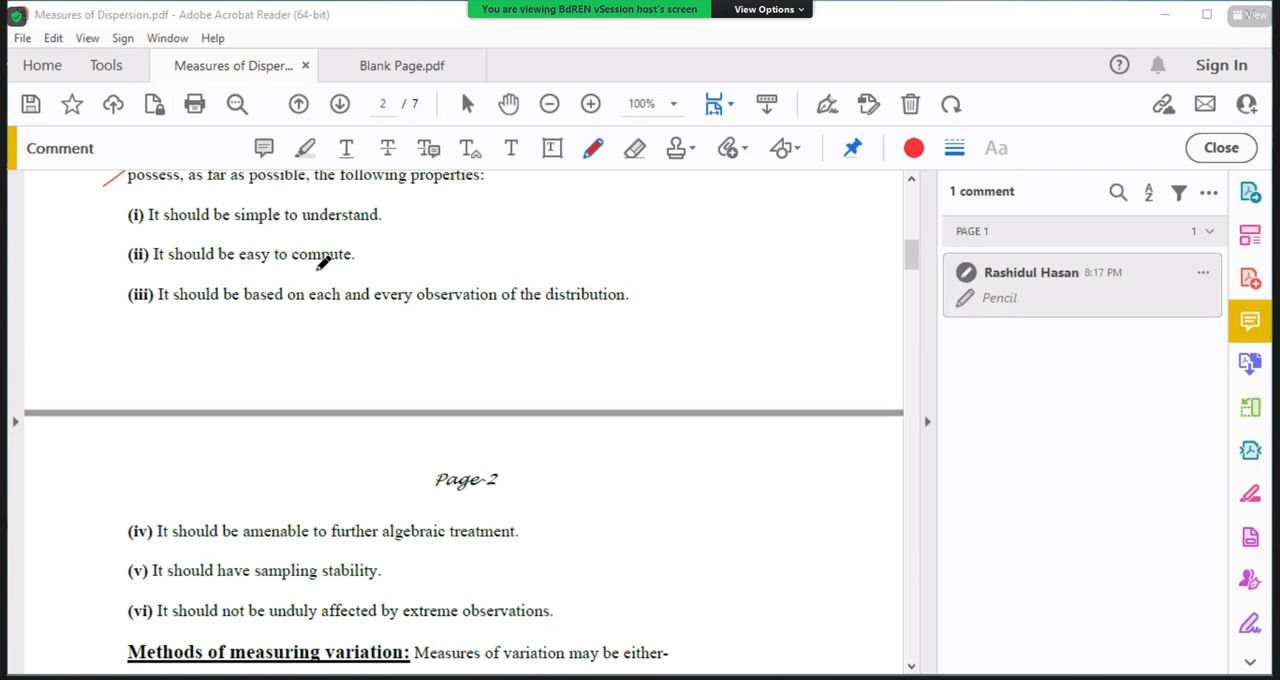 Measures of Dispersion.pdf - Adobe Acrobat Reader (64-bit)
You are viewing BdREN vSession host's screen
View Options
View
File Edit View Sign Window Help
Home Tools Measures of Disper... × Blank Page.pdf Sign In
2 / 7 100%
Comment Aa Close
possess, as far as possible, the following properties:
(i) It should be simple to understand.
(ii) It should be easy to compute.
(iii) It should be based on each and every observation of the distribution.
Page-2
(iv) It should be amenable to further algebraic treatment.
(v) It should have sampling stability.
(vi) It should not be unduly affected by extreme observations.
Methods of measuring variation: Measures of variation may be either-
1 comment
PAGE 1 1
Rashidul Hasan 8:17 PM
Pencil